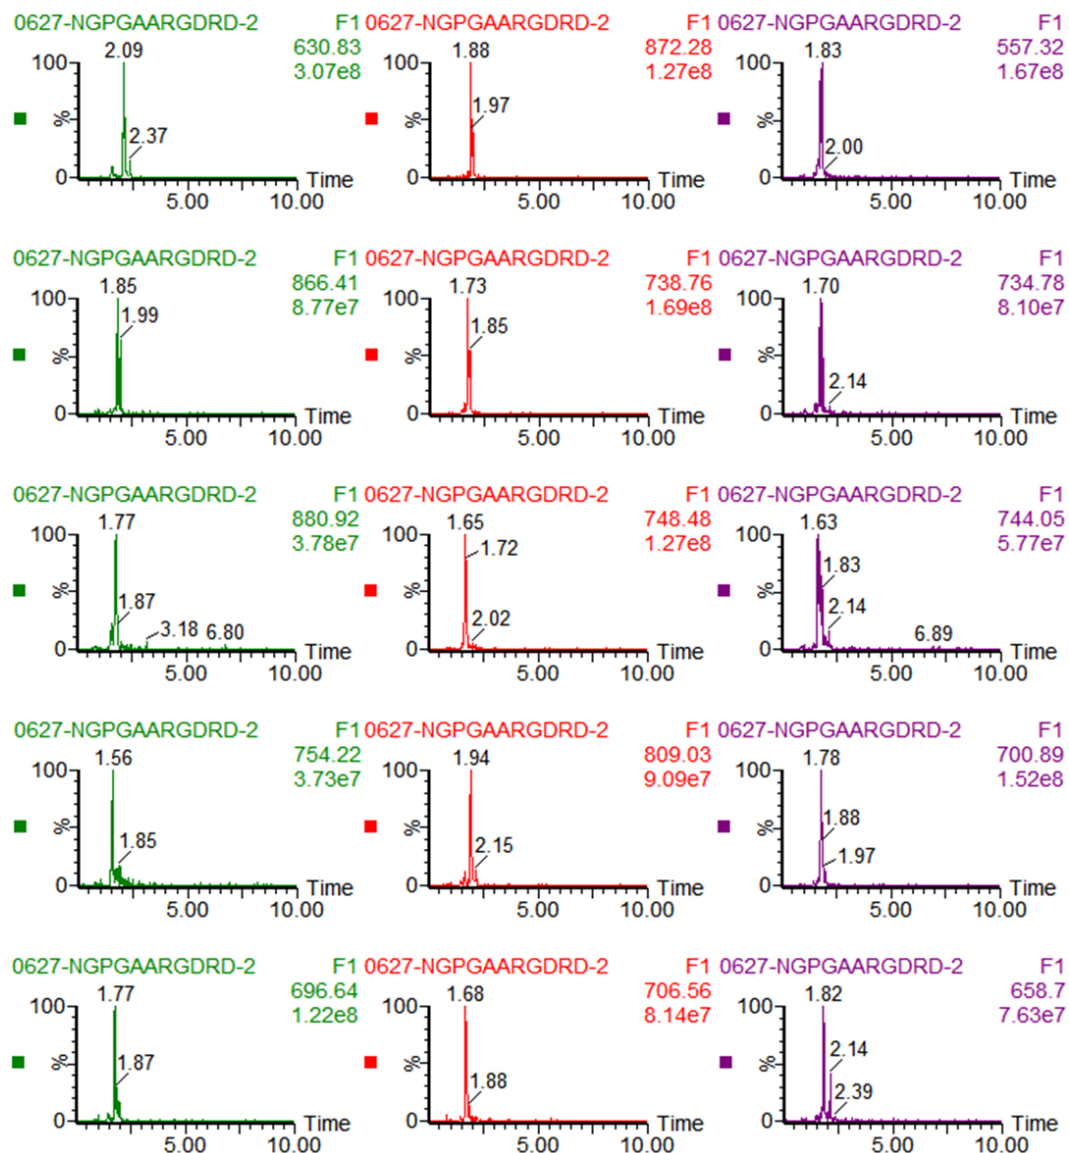 0627-NGPGAARGDRD-2 F1 0627-NGPGAARGDRD-2 F1 0627-NGPGAARGDRD-2 F1
2.09 630.83 1.88 872.28 1.83 557.32
100 3.07e8 100 1.27e8 100 1.67e8
% 2.37 % 1.97 % 2.00
0 Time 0 Time 0 Time
5.00 10.00 5.00 10.00 5.00 10.00
0627-NGPGAARGDRD-2 F1 0627-NGPGAARGDRD-2 F1 0627-NGPGAARGDRD-2 F1
1.85 866.41 1.73 738.76 1.70 734.78
100 8.77e7 100 1.69e8 100 8.10e7
% 1.99 % 1.85 % 2.14
0 Time 0 Time 0 Time
5.00 10.00 5.00 10.00 5.00 10.00
0627-NGPGAARGDRD-2 F1 0627-NGPGAARGDRD-2 F1 0627-NGPGAARGDRD-2 F1
1.77 880.92 1.65 748.48 1.63 744.05
100 3.78e7 100 1.72 1.27e8 100 5.77e7
% 1.87 3.18 6.80 % 2.02 % 1.83 2.14 6.89
0 Time 0 Time 0 Time
5.00 10.00 5.00 10.00 5.00 10.00
0627-NGPGAARGDRD-2 F1 0627-NGPGAARGDRD-2 F1 0627-NGPGAARGDRD-2 F1
1.56 754.22 1.94 809.03 1.78 700.89
100 3.73e7 100 9.09e7 100 1.52e8
% 1.85 % 2.15 % 1.88 1.97
0 Time 0 Time 0 Time
5.00 10.00 5.00 10.00 5.00 10.00
0627-NGPGAARGDRD-2 F1 0627-NGPGAARGDRD-2 F1 0627-NGPGAARGDRD-2 F1
1.77 696.64 1.68 706.56 1.82 658.7
100 1.22e8 100 8.14e7 100 7.63e7
% 1.87 % 1.88 % 2.14 2.39
0 Time 0 Time 0 Time
5.00 10.00 5.00 10.00 5.00 10.00